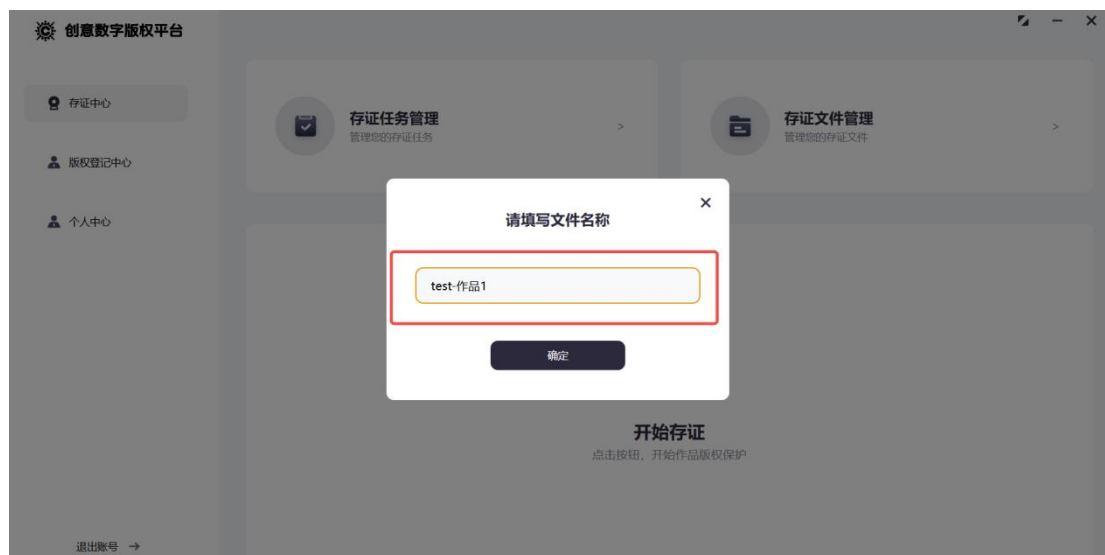 创意数字版权平台
存证中心
版权登记中心
个人中心
退出账号 →
存证任务管理
管理您的存证任务
>
存证文件管理
管理您的存证文件
>
请填写文件名称
test-作品1
确定
开始存证
点击按钮，开始作品版权保护